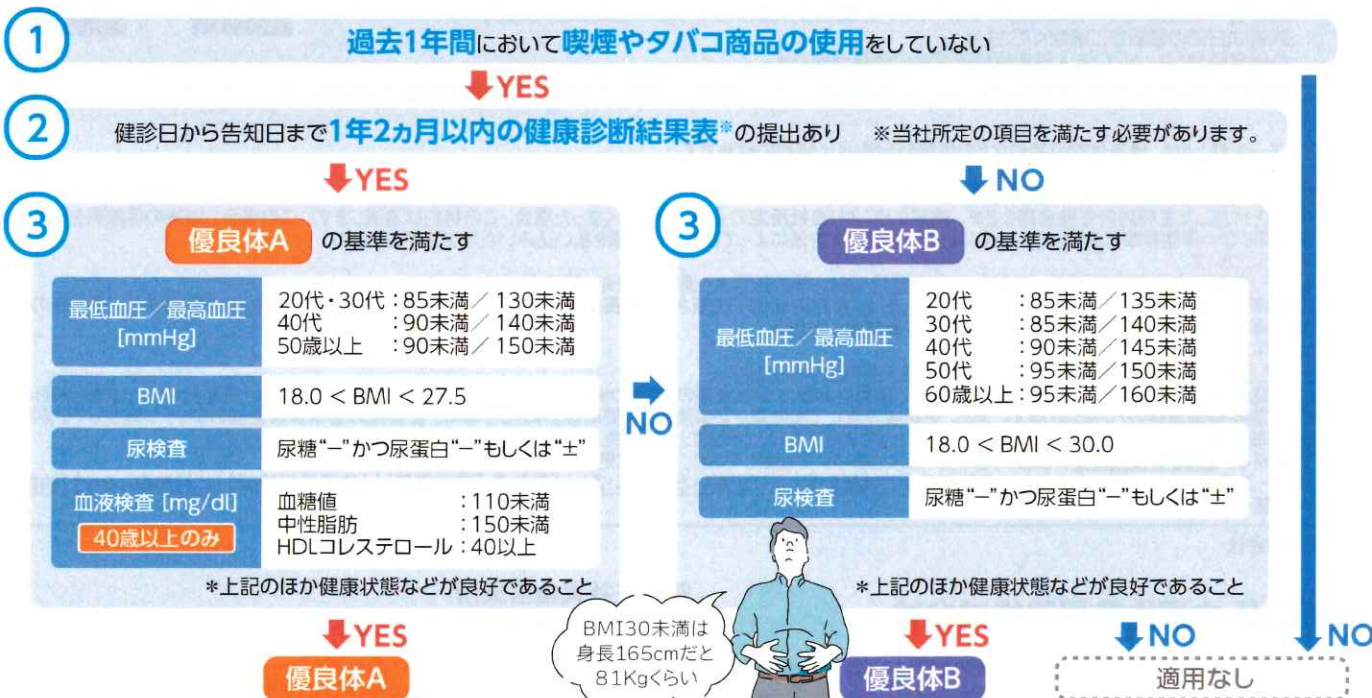 1
過去1年間において喫煙やタバコ商品の使用をしていない
YES
2
健診日から告知日まで1年2ヵ月以内の健康診断結果表※の提出あり ※当社所定の項目を満たす必要があります。
YES
NO
3
優良体A の基準を満たす
最低血圧／最高血圧
[mmHg]
20代・30代：85未満／130未満
40代 ：90未満／140未満
50歳以上 ：90未満／150未満
BMI
18.0 < BMI < 27.5
尿検査
尿糖“−”かつ尿蛋白“−”もしくは“±”
血液検査 [mg/dl]
40歳以上のみ
血糖値 ：110未満
中性脂肪 ：150未満
HDLコレステロール：40以上
*上記のほか健康状態などが良好であること
YES
優良体A
NO
3
優良体B の基準を満たす
最低血圧／最高血圧
[mmHg]
20代 ：85未満／135未満
30代 ：85未満／140未満
40代 ：90未満／145未満
50代 ：95未満／150未満
60歳以上：95未満／160未満
BMI
18.0 < BMI < 30.0
尿検査
尿糖“−”かつ尿蛋白“−”もしくは“±”
*上記のほか健康状態などが良好であること
BMI30未満は
身長165cmだと
81Kgくらい
YES
優良体B
NO
NO
適用なし